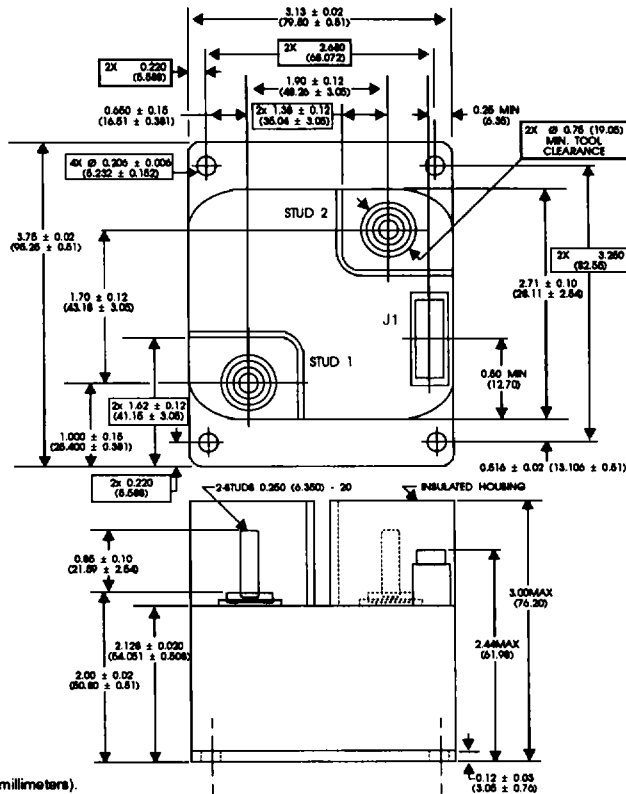 3.13 ± 0.02
(79.50 ± 0.51)
2X 2.680
(68.072)
2X 0.220
(5.588)
1.90 ± 0.12
(48.26 ± 3.05)
0.650 ± 0.15
(16.51 ± 0.381)
2x 1.38 ± 0.12
(35.04 ± 3.05)
0.25 MIN
(6.35)
2X Ø 0.75 (19.05)
MIN. TOOL
CLEARANCE
4X Ø 0.206 ± 0.006
(5.232 ± 0.152)
STUD 2
3.75 ± 0.02
(95.25 ± 0.51)
2X 3.250
(82.55)
1.70 ± 0.12
(43.18 ± 3.05)
2.71 ± 0.10
(28.11 ± 2.54)
J1
STUD 1
0.50 MIN
(12.70)
2x 1.62 ± 0.12
(41.15 ± 3.05)
1.000 ± 0.15
(25.400 ± 0.381)
0.516 ± 0.02 (13.106 ± 0.51)
2x 0.220
(5.588)
2-STUDS 0.250 (6.350) - 20
INSULATED HOUSING
0.85 ± 0.10
(21.59 ± 2.54)
3.00MAX
(76.20)
2.44MAX
(61.98)
2.128 ± 0.020
(54.051 ± 0.508)
2.00 ± 0.02
(50.80 ± 0.51)
0.12 ± 0.03
(3.05 ± 0.76)
millimeters).